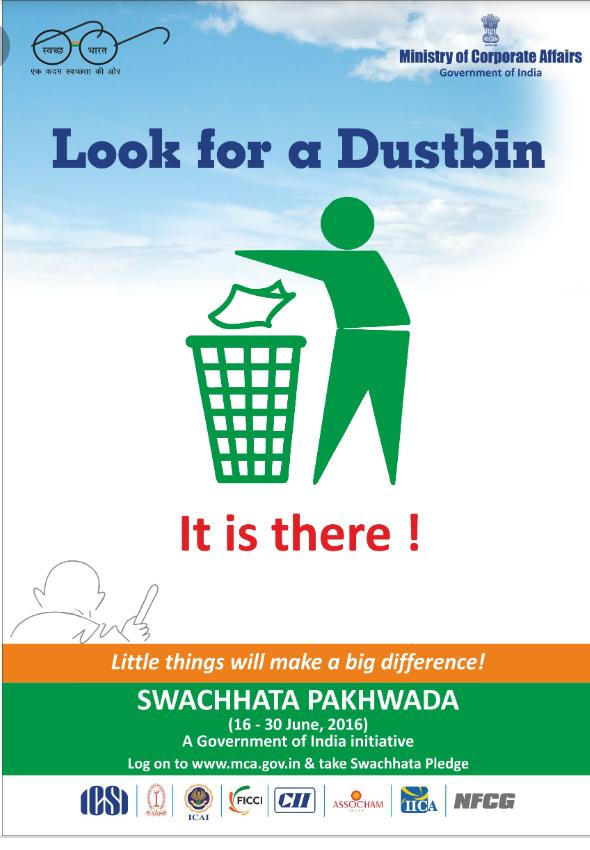 स्वच्छ भारत
एक कदम स्वच्छता की ओर
Ministry of Corporate Affairs
Government of India
Look for a Dustbin
It is there !
Little things will make a big difference!
SWACHHATA PAKHWADA
(16 - 30 June, 2016)
A Government of India initiative
Log on to www.mca.gov.in & take Swachhata Pledge
ICSI ICAI FICCI CII ASSOCHAM IICA NFCG